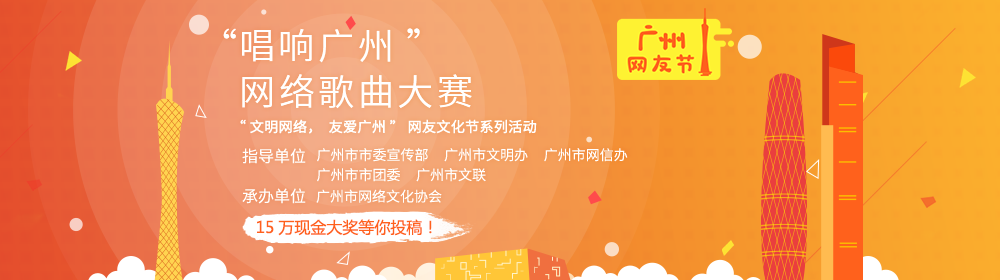 “唱响广州”
网络歌曲大赛
“文明网络，友爱广州” 网友文化节系列活动
指导单位 广州市市委宣传部 广州市文明办 广州市网信办
广州市市团委 广州市文联
承办单位 广州市网络文化协会
15万现金大奖等你投稿！
广州
网友节